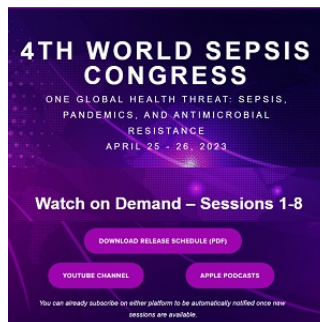 4TH WORLD SEPSIS
CONGRESS
ONE GLOBAL HEALTH THREAT: SEPSIS,
PANDEMICS, AND ANTIMICROBIAL
RESISTANCE
APRIL 25 - 26, 2023
Watch on Demand – Sessions 1-8
DOWNLOAD RELEASE SCHEDULE (PDF)
YOUTUBE CHANNEL
APPLE PODCASTS
You can already subscribe on either platform to be automatically notified once new
sessions are available.